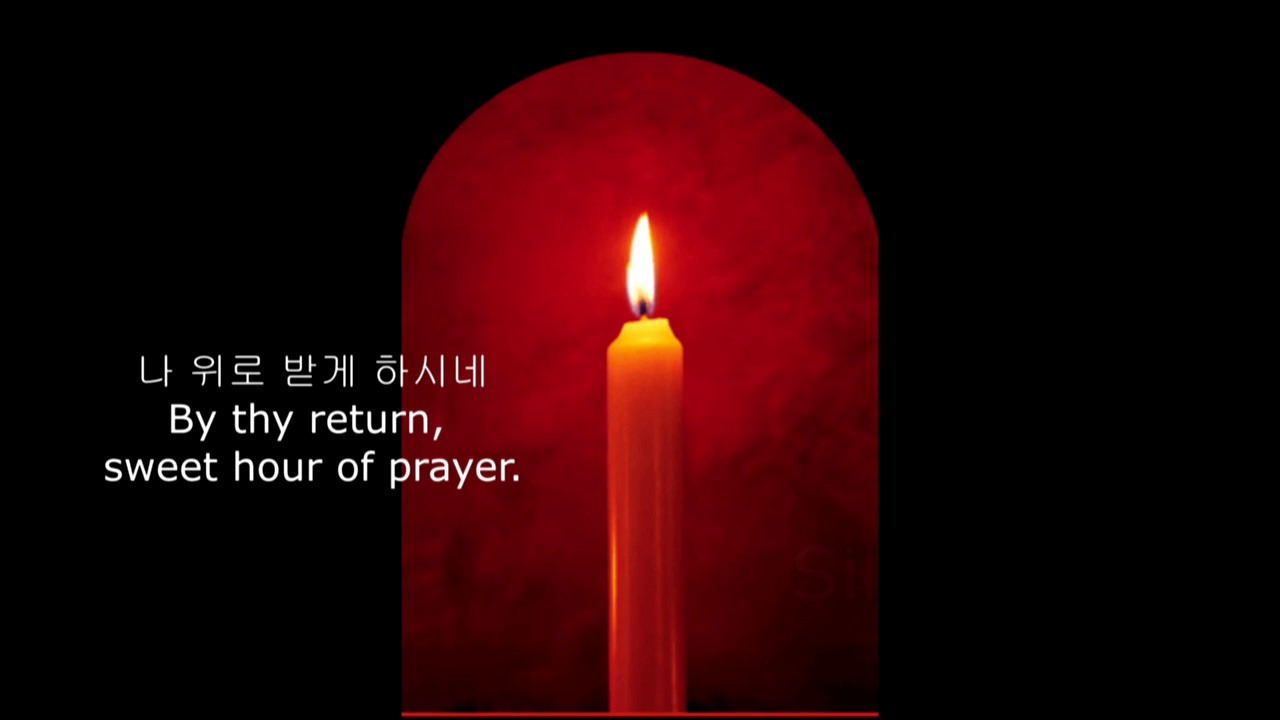 나 위로 받게 하시네
By thy return,
sweet hour of prayer.